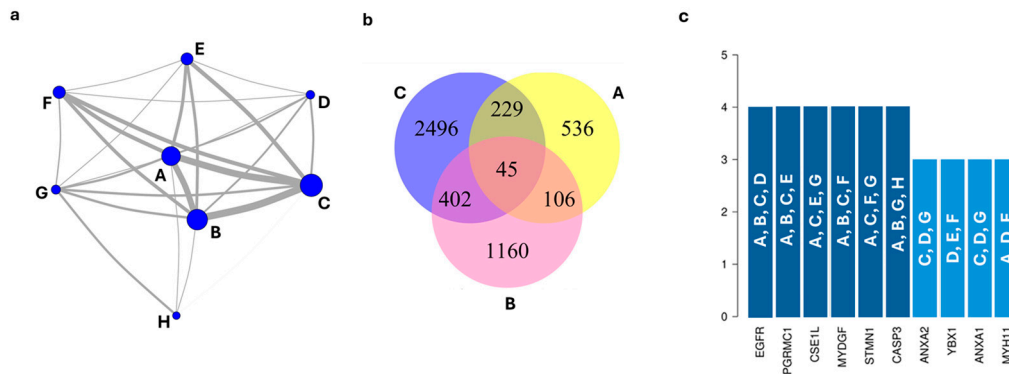 a
E
F
D
A
G
C
B
H
b
C
A
229
2496
536
45
402
106
1160
B
c
5
4
3
2
1
0
A, B, C, D
A, B, C, E
A, C, E, G
A, B, C, F
A, C, F, G
A, B, G, H
C, D, G
D, E, F
C, D, G
EGFR
PGRMC1
CSE1L
MYDGF
STMN1
CASP3
ANXA2
YBX1
ANXA1
MYH11